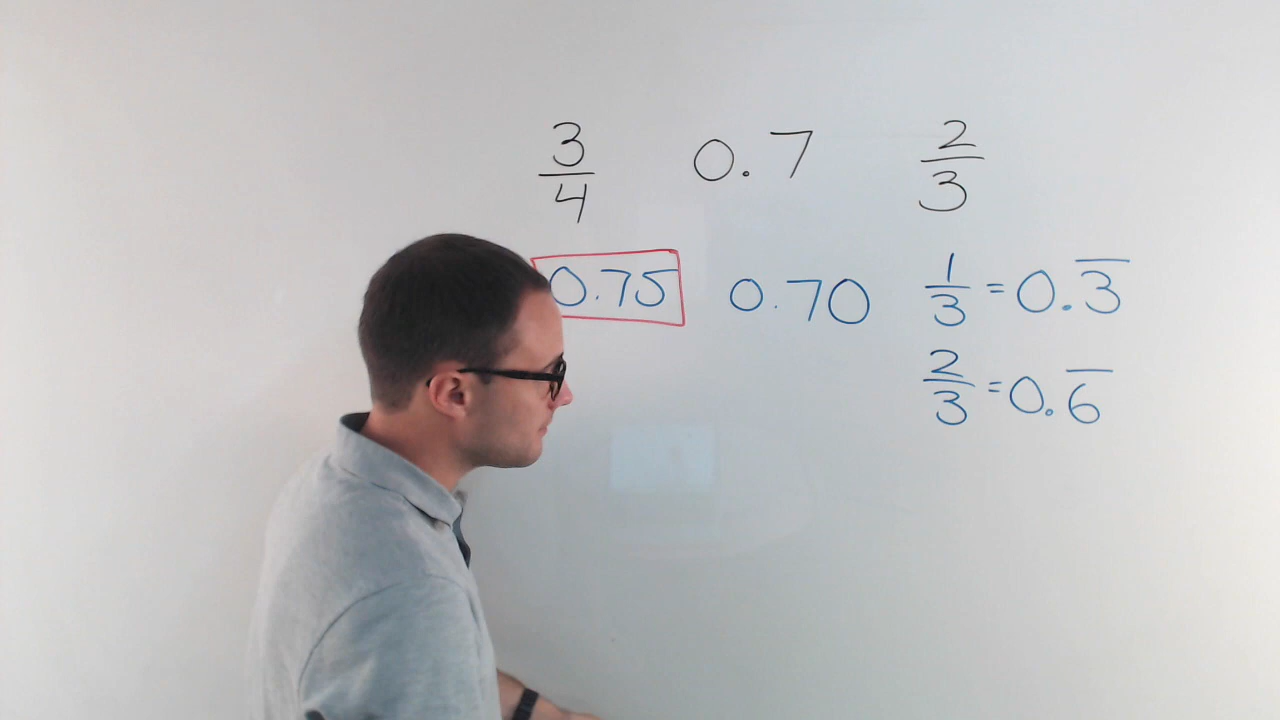 3/4 0.7 2/3
0.75 0.70 1/3 = 0.3̅
2/3 = 0.6̅